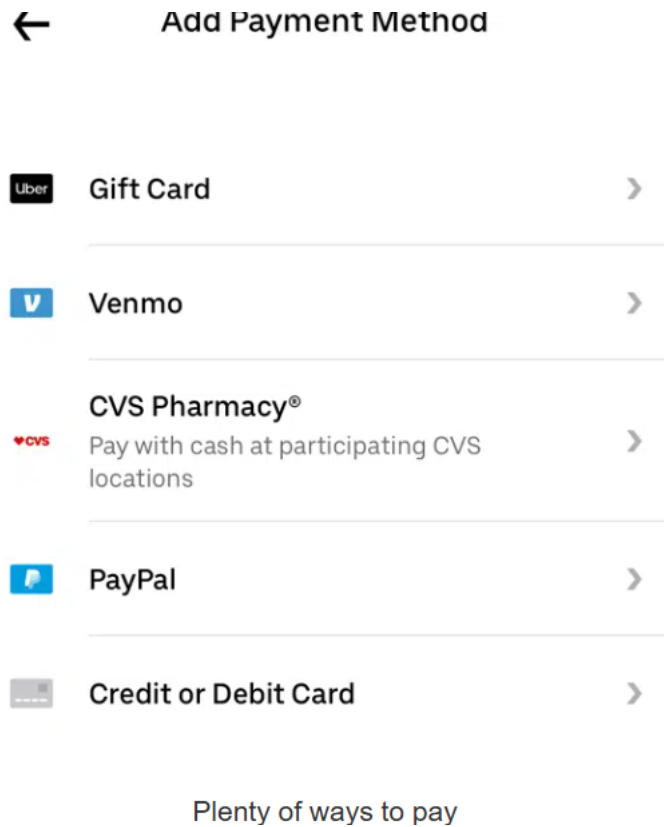 Add Payment Method
Uber
Gift Card
V
Venmo
CVS Pharmacy®
CVS
Pay with cash at participating CVS
locations
P
PayPal
Credit or Debit Card
Plenty of ways to pay